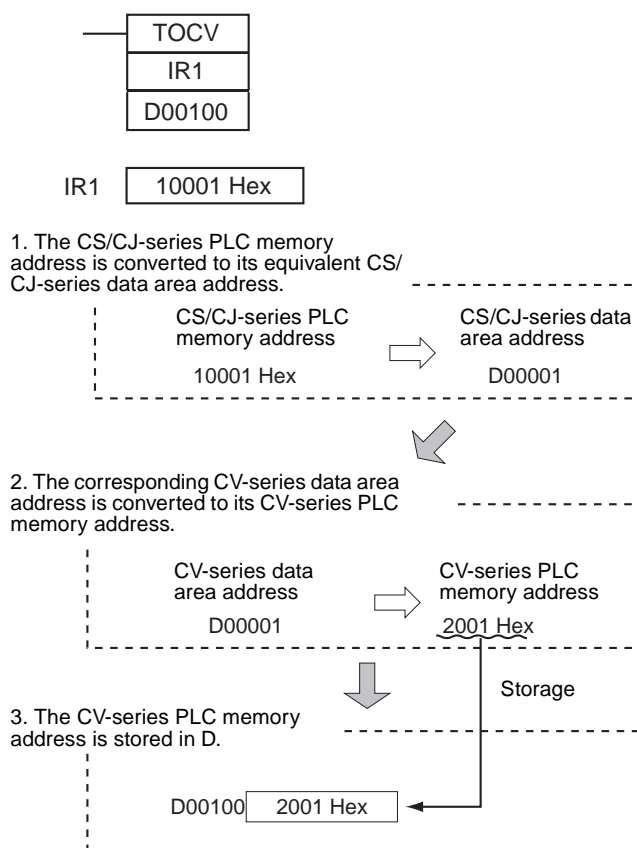 TOCV
IR1
D00100
IR1 10001 Hex
1. The CS/CJ-series PLC memory
address is converted to its equivalent CS/
CJ-series data area address.
CS/CJ-series PLC
memory address
CS/CJ-series data
area address
10001 Hex
D00001
2. The corresponding CV-series data area
address is converted to its CV-series PLC
memory address.
CV-series data
area address
CV-series PLC
memory address
D00001
2001 Hex
Storage
3. The CV-series PLC memory
address is stored in D.
D00100 2001 Hex